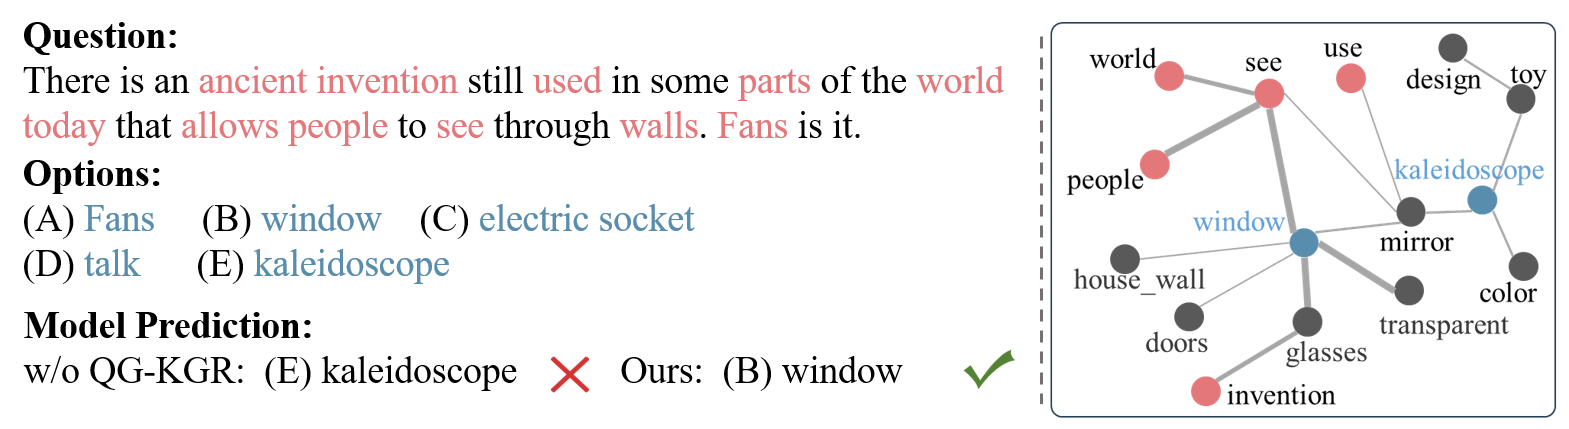 Question:
There is an ancient invention still used in some parts of the world
today that allows people to see through walls. Fans is it.
Options:
(A) Fans (B) window (C) electric socket
(D) talk (E) kaleidoscope
Model Prediction:
w/o QG-KGR: (E) kaleidoscope Ours: (B) window
world
see
use
design
toy
people
kaleidoscope
window
mirror
house_wall
color
doors
transparent
glasses
invention